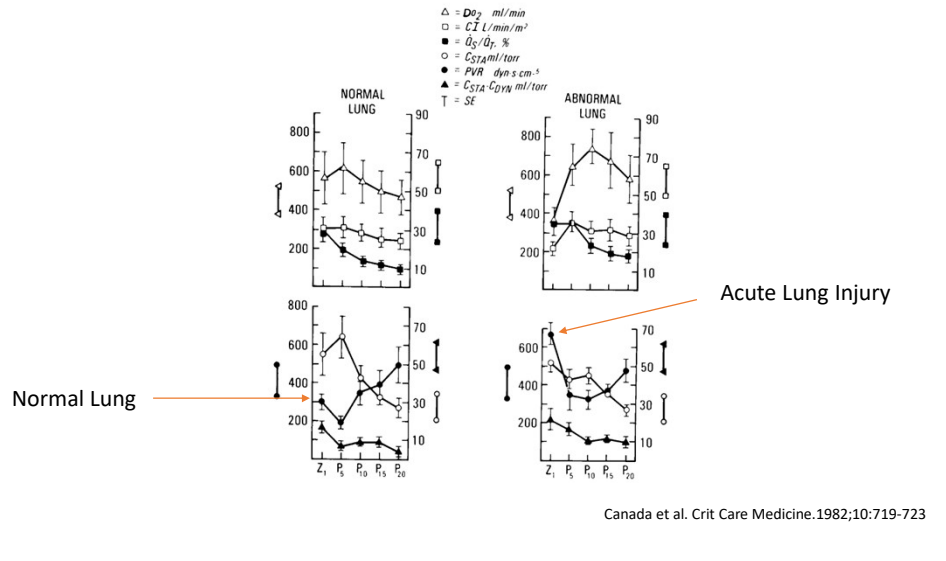 △ = DO₂ ml/min
□ = CI L/min/m²
■ = Q̇S/Q̇T, %
○ = CSTA ml/torr
● = PVR dyn·s·cm⁻⁵
▲ = CSTA·CDYN ml/torr
⊤ = SE
NORMAL
LUNG
ABNORMAL
LUNG
800
600
400
200
90
70
50
30
10
800
600
400
200
90
70
50
30
10
Acute Lung Injury
Normal Lung
800
600
400
200
70
50
30
10
Z₁ P₅ P₁₀ P₁₅ P₂₀
600
400
200
70
50
30
10
Z₁ P₅ P₁₀ P₁₅ P₂₀
Canada et al. Crit Care Medicine.1982;10:719-723